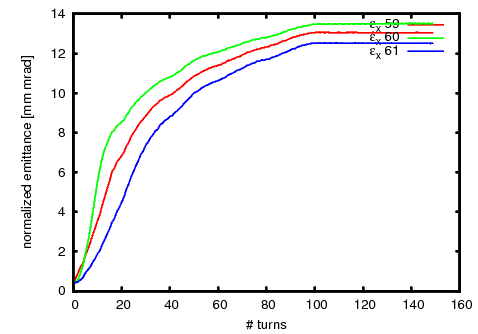 14
12
10
8
6
4
2
0
normalized emittance [mm mrad]
εx 59
εx 60
εx 61
0 20 40 60 80 100 120 140 160
# turns